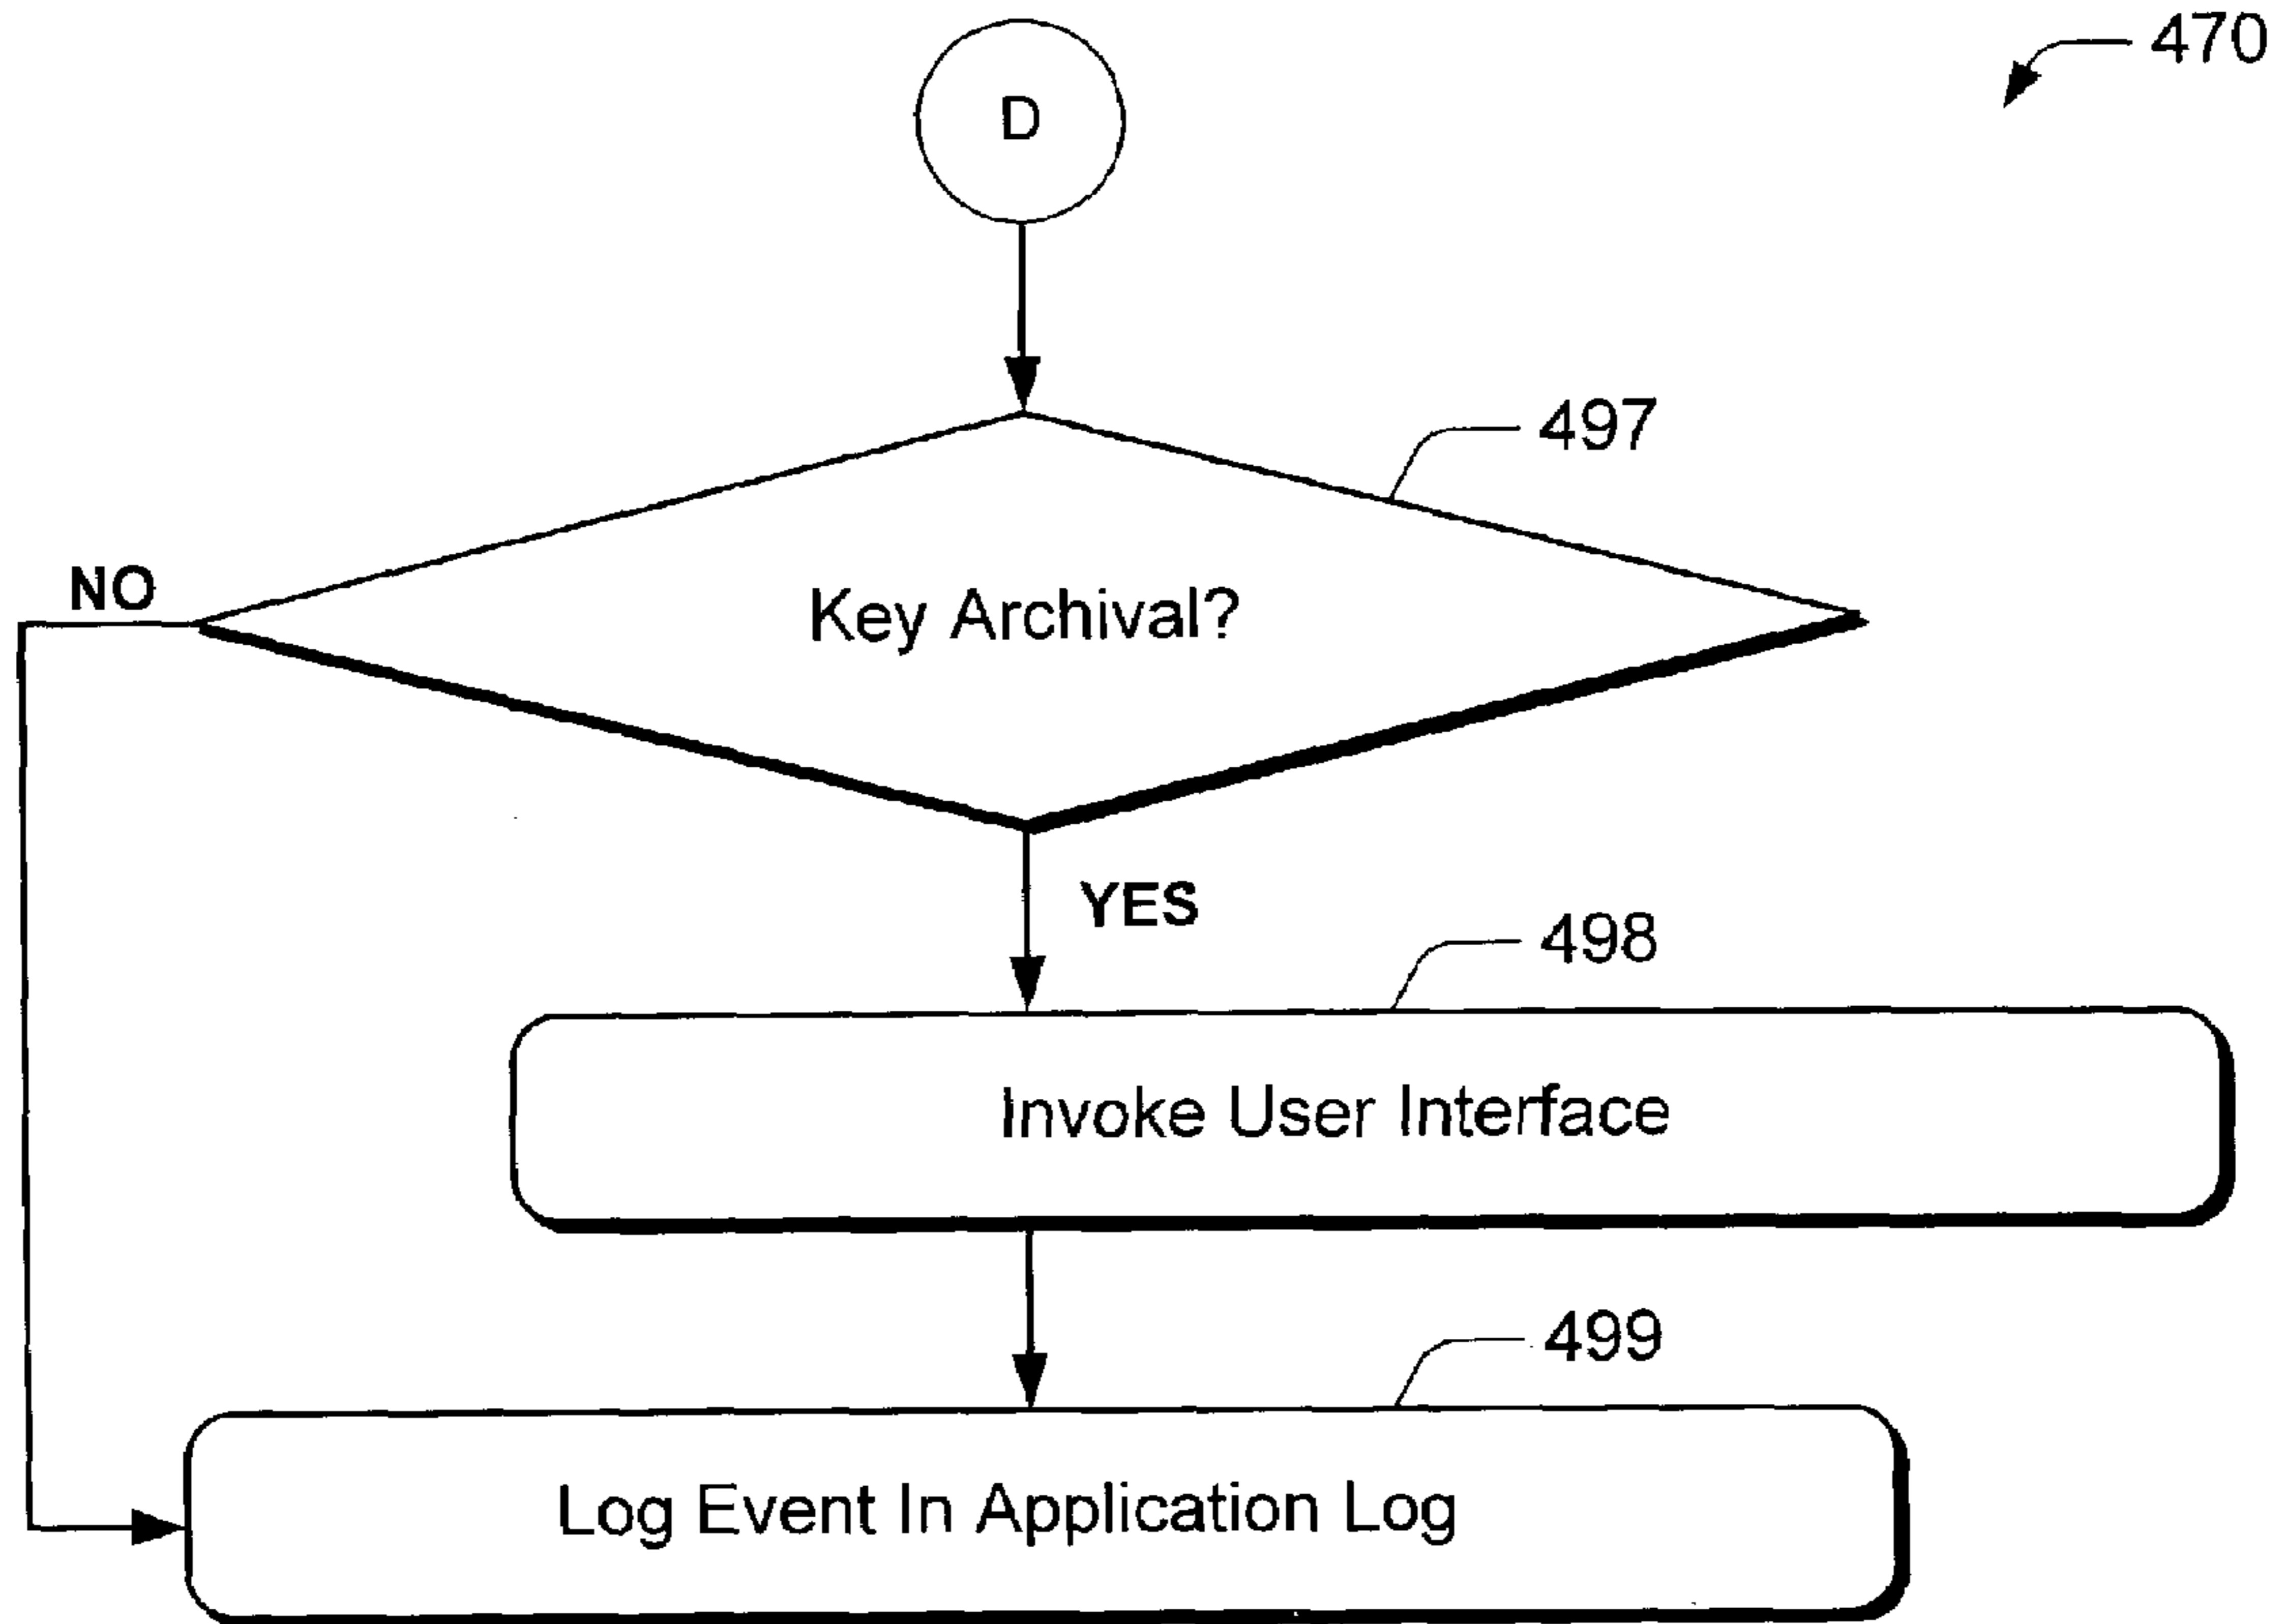 470
D
497
Key Archival?
NO
YES
498
Invoke User Interface
499
Log Event In Application Log